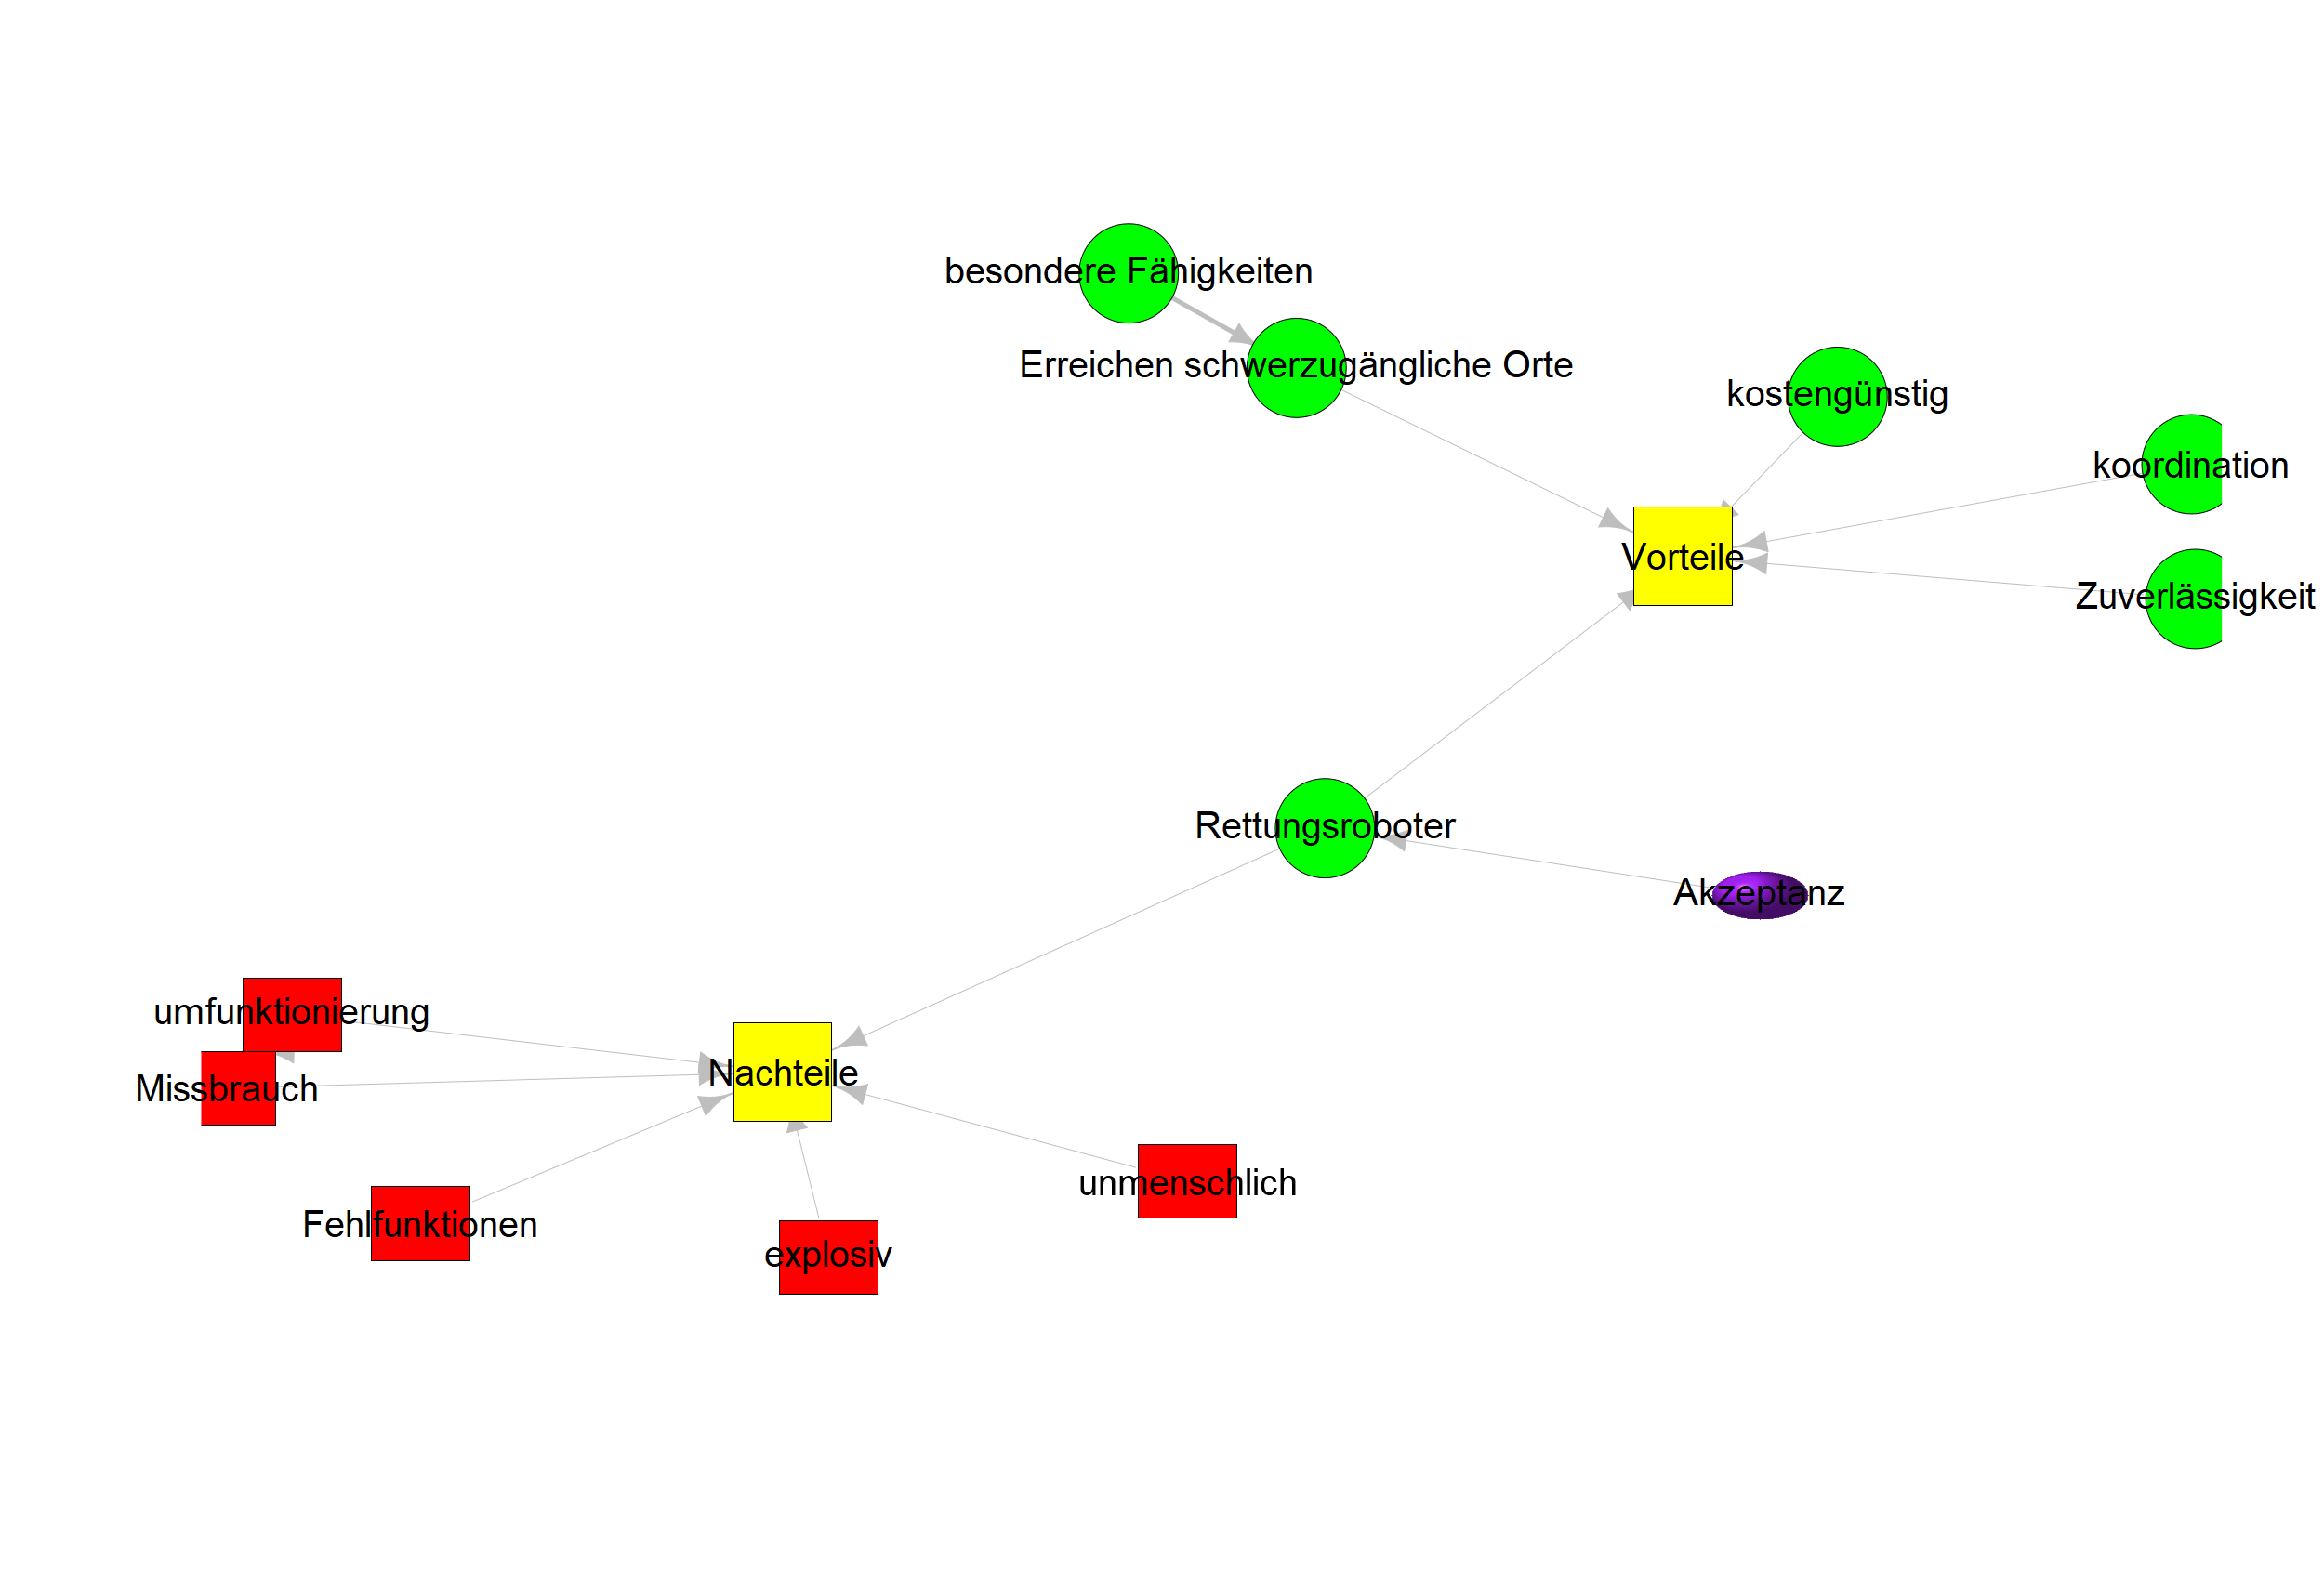 besondere Fähigkeiten
Erreichen schwerzugängliche Orte
kostengünstig
koordination
Vorteile
Zuverlässigkeit
Rettungsroboter
Akzeptanz
umfunktionierung
Nachteile
Missbrauch
unmenschlich
Fehlfunktionen
explosiv